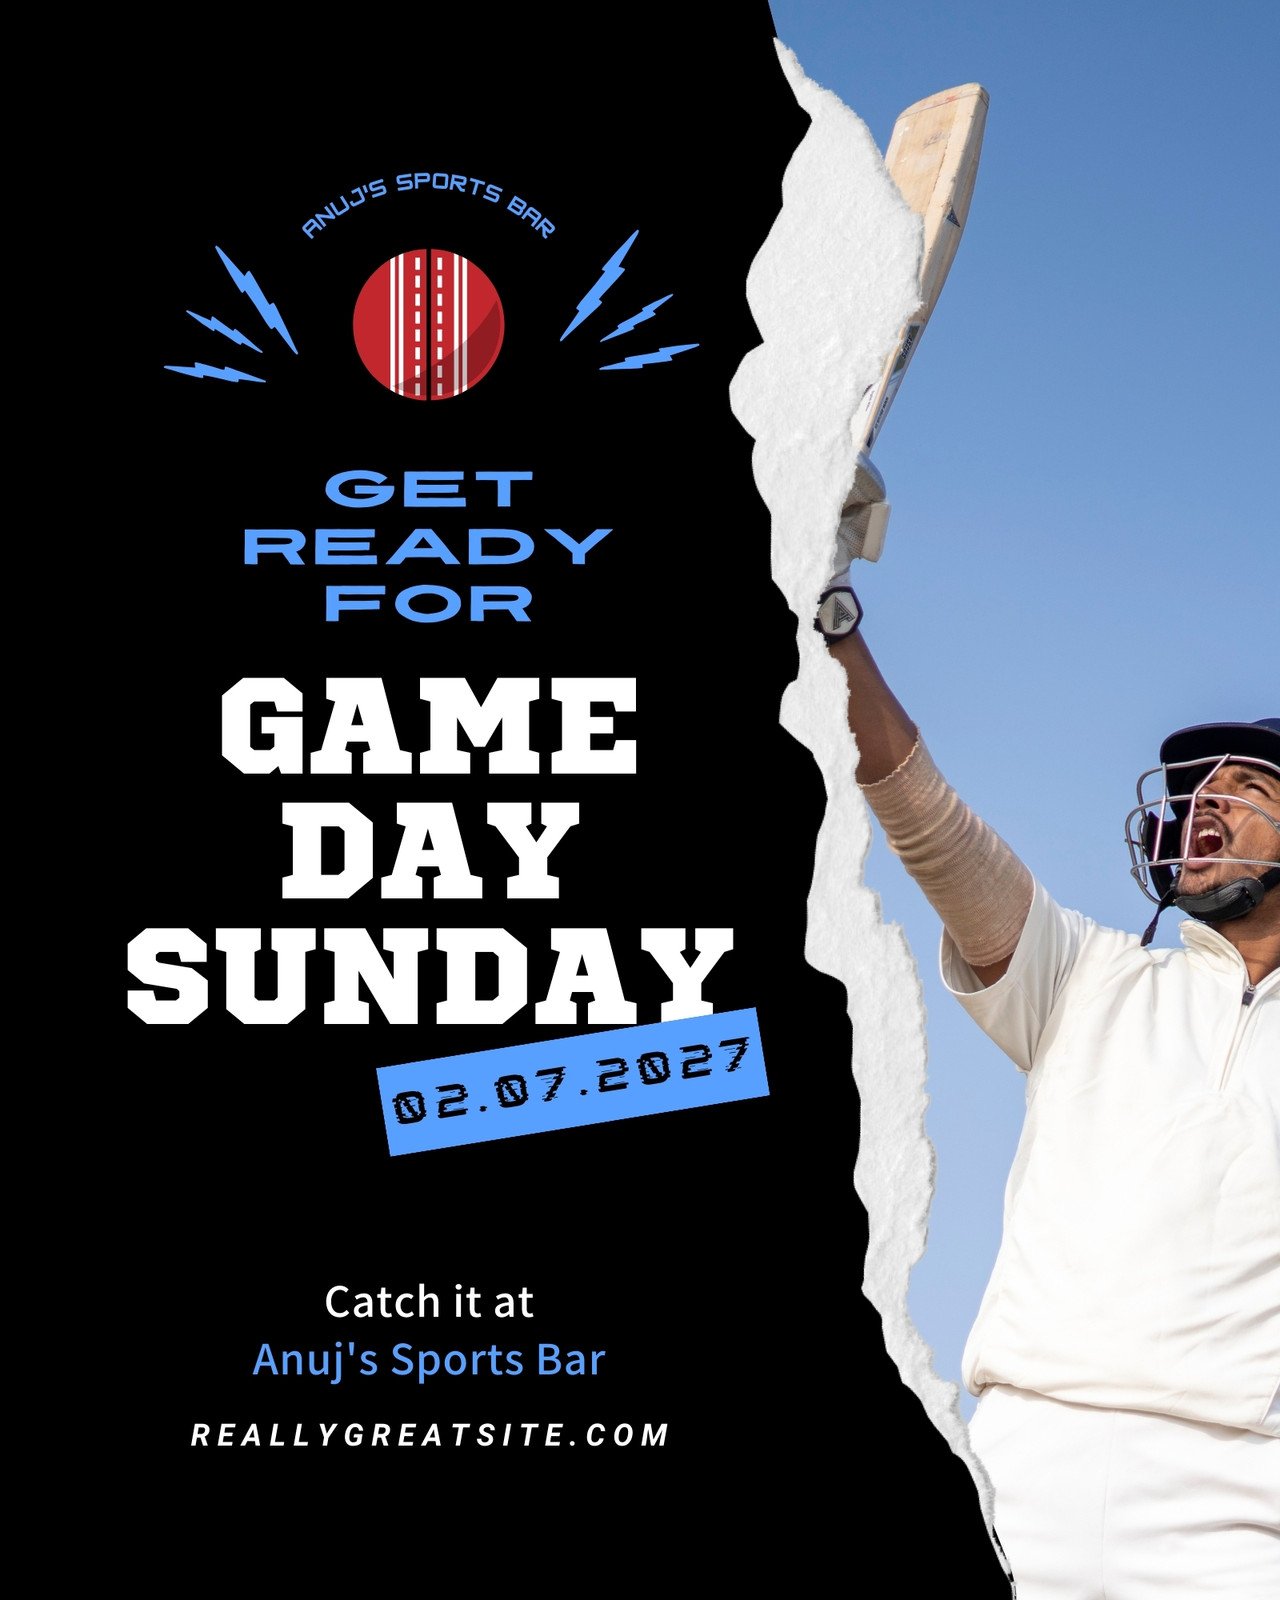 ANUJ'S SPORTS BAR
GET
READY
FOR
GAME
DAY
SUNDAY
02.07.2027
Catch it at
Anuj's Sports Bar
REALLYGREATSITE.COM